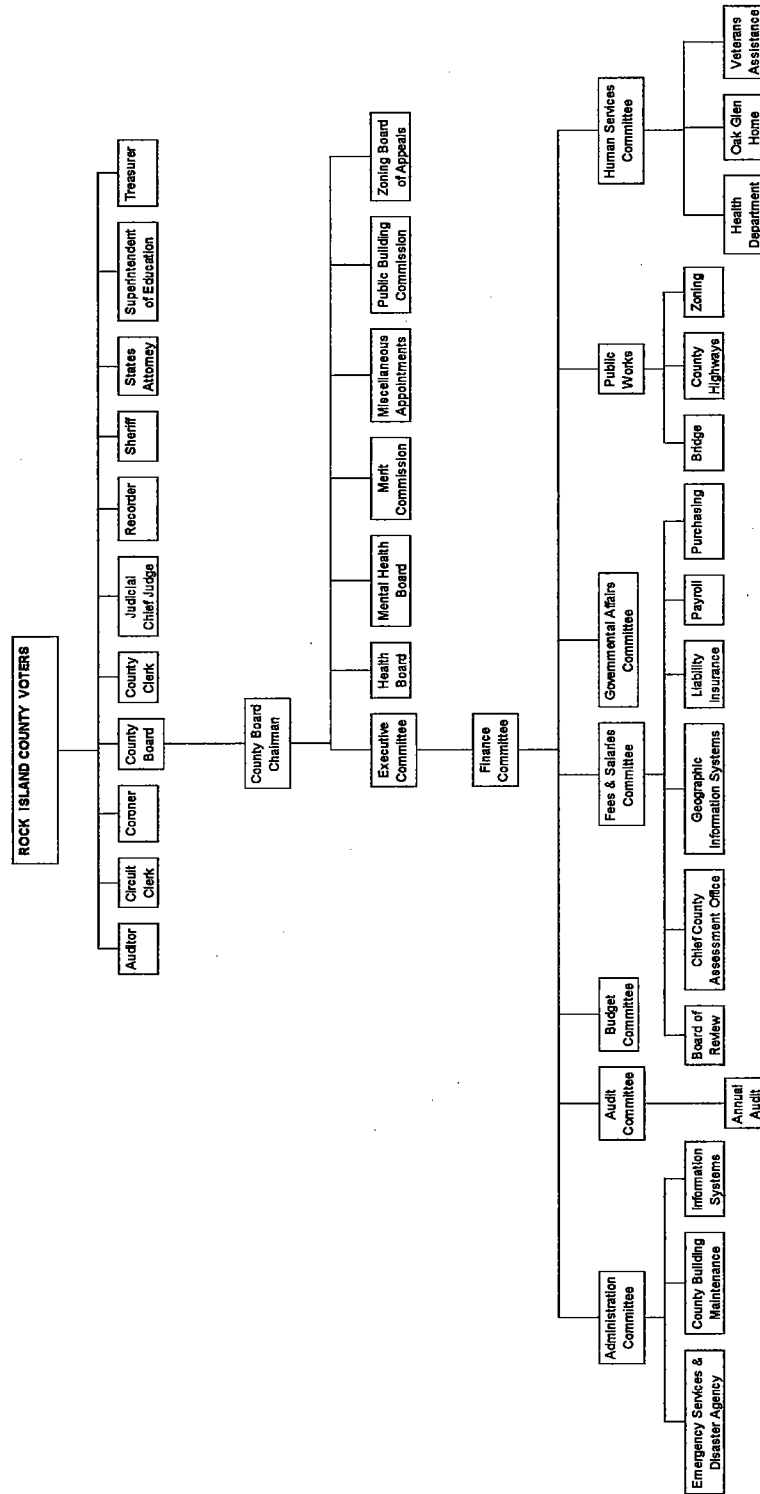 ROCK ISLAND COUNTY VOTERS
Auditor
Circuit
Clerk
Coroner
County
Board
County
Clerk
Judicial
Chief Judge
Recorder
Sheriff
States
Attorney
Superintendent
of Education
Treasurer
County Board
Chairman
Executive
Committee
Health
Board
Mental Health
Board
Merit
Commission
Miscellaneous
Appointments
Public Building
Commission
Zoning Board
of Appeals
Finance
Committee
Administration
Committee
Audit
Committee
Budget
Committee
Fees & Salaries
Committee
Governmental Affairs
Committee
Public
Works
Human Services
Committee
Emergency Services &
Disaster Agency
County Building
Maintenance
Information
Systems
Annual
Audit
Board of
Review
Chief County
Assessment Office
Geographic
Information Systems
Liability
Insurance
Payroll
Purchasing
Bridge
County
Highways
Zoning
Health
Department
Oak Glen
Home
Veterans
Assistance